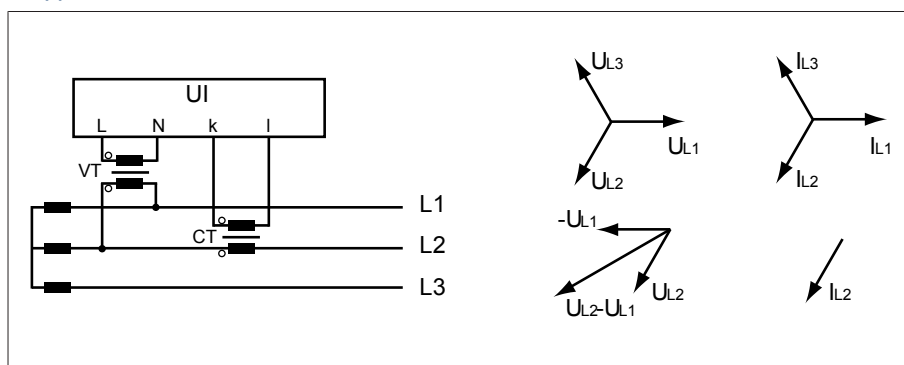 UI
L N k l
VT
CT
L1
L2
L3
UL3
UL1
UL2
IL3
IL1
IL2
-UL1
UL2
UL2-UL1
IL2